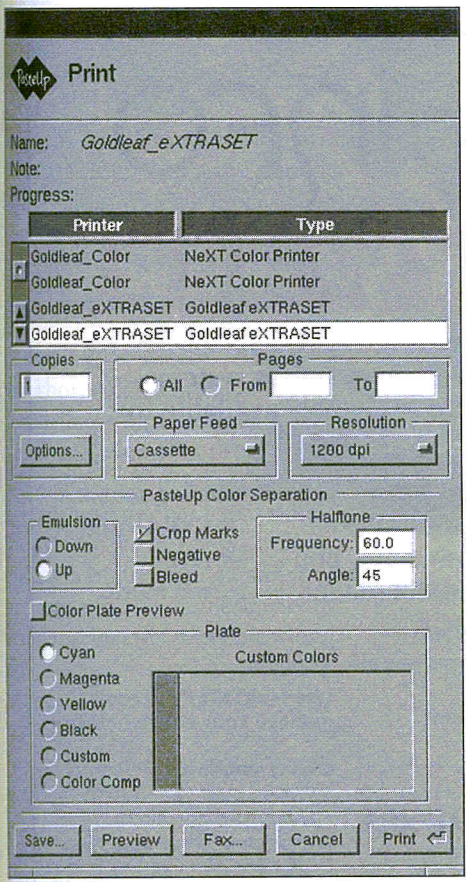 PasteUp
Print
Name: Goldleaf_eXTRASET
Note:
Progress:
Printer Type
Goldleaf_Color NeXT Color Printer
Goldleaf_Color NeXT Color Printer
Goldleaf_eXTRASET Goldleaf eXTRASET
Goldleaf_eXTRASET Goldleaf eXTRASET
Copies
1
Pages
All From To
Options...
Paper Feed
Cassette
Resolution
1200 dpi
PasteUp Color Separation
Emulsion
Down
Up
Crop Marks
Negative
Bleed
Halftone
Frequency: 60.0
Angle: 45
Color Plate Preview
Plate
Cyan
Magenta
Yellow
Black
Custom
Color Comp
Custom Colors
Save... Preview Fax... Cancel Print